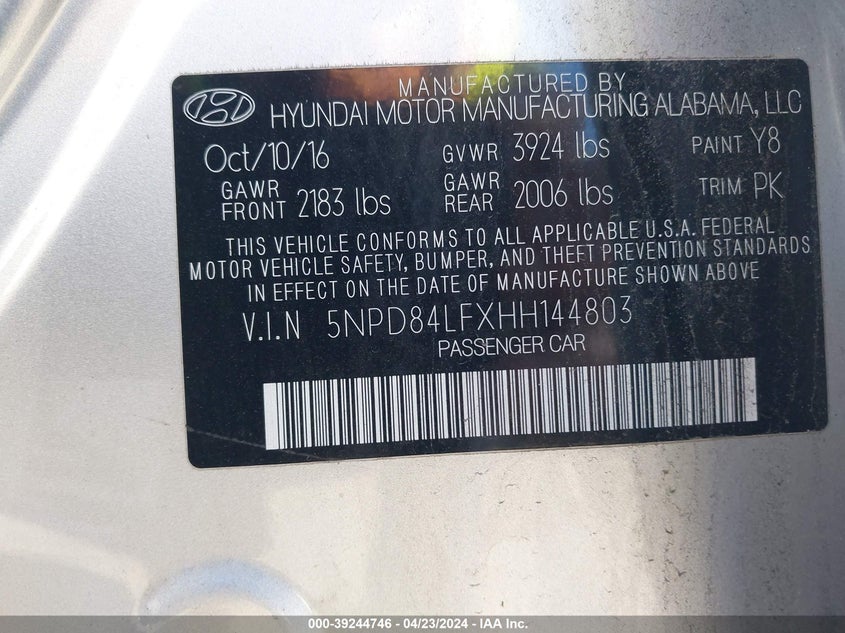 MANUFACTURED BY
HYUNDAI MOTOR MANUFACTURING ALABAMA, LLC
Oct/10/16 GVWR 3924 lbs PAINT Y8
GAWR FRONT 2183 lbs GAWR REAR 2006 lbs TRIM PK
THIS VEHICLE CONFORMS TO ALL APPLICABLE U.S.A. FEDERAL
MOTOR VEHICLE SAFETY, BUMPER, AND THEFT PREVENTION STANDARDS
IN EFFECT ON THE DATE OF MANUFACTURE SHOWN ABOVE
V.I.N 5NPD84LFXHH144803
PASSENGER CAR
000-39244746 - 04/23/2024 - IAA Inc.